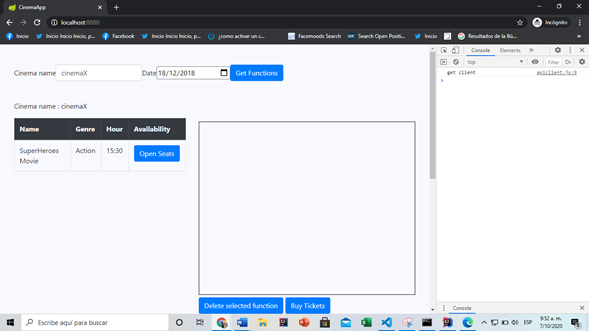 CinemaApp
localhost:8080
Incógnito
Inicio
Inicio Inicio Inicio, p...
Facebook
Inicio Inicio Inicio, p...
¿como activar un c...
Facemoods Search
Search Open Positi...
Inicio
Resultados de la Bú...
Cinema name cinemaX Date 18/12/2018 Get Functions
Cinema name : cinemaX
Name Genre Hour Availability
SuperHeroes Movie Action 15:30 Open Seats
Delete selected function Buy Tickets
Console Elements
top Filter
get client apiclient.js:9
Console
Escribe aquí para buscar
ESP
9:52 a. m.
7/10/2020